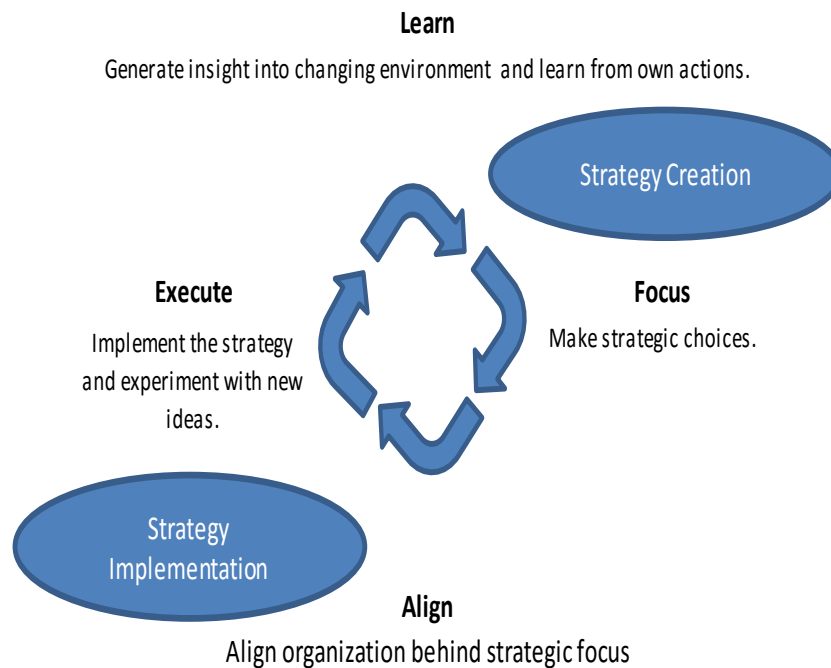 Learn
Generate insight into changing environment and learn from own actions.
Strategy Creation
Execute
Implement the strategy
and experiment with new
ideas.
Focus
Make strategic choices.
Strategy
Implementation
Align
Align organization behind strategic focus